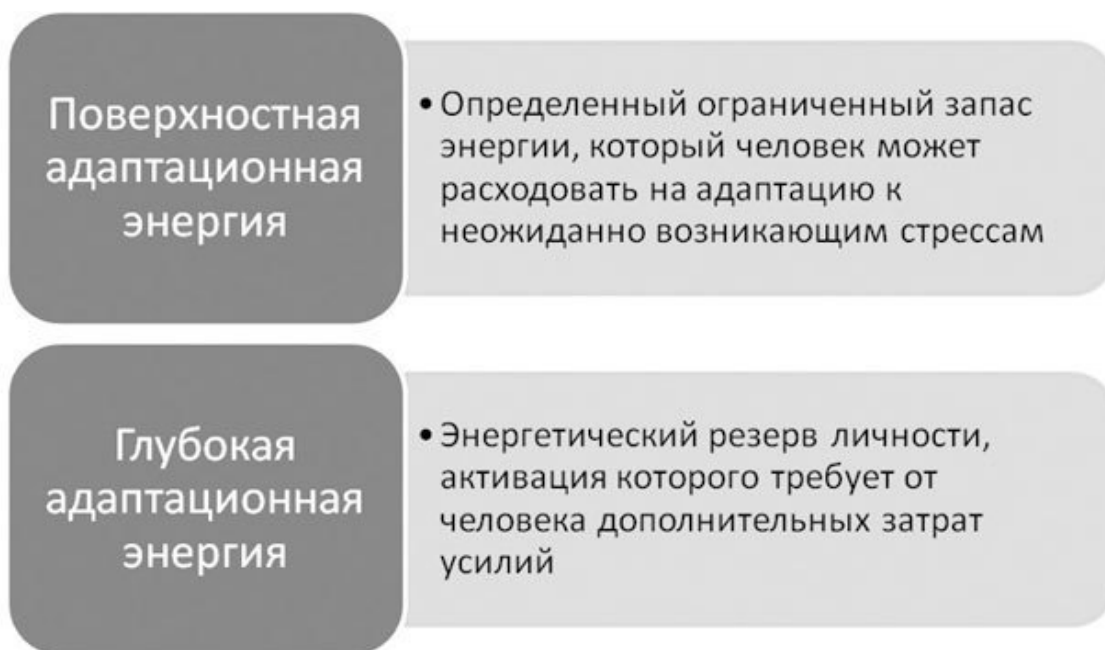 Поверхностная
адаптационная
энергия
• Определенный ограниченный запас
энергии, который человек может
расходовать на адаптацию к
неожиданно возникающим стрессам
Глубокая
адаптационная
энергия
• Энергетический резерв личности,
активация которого требует от
человека дополнительных затрат
усилий